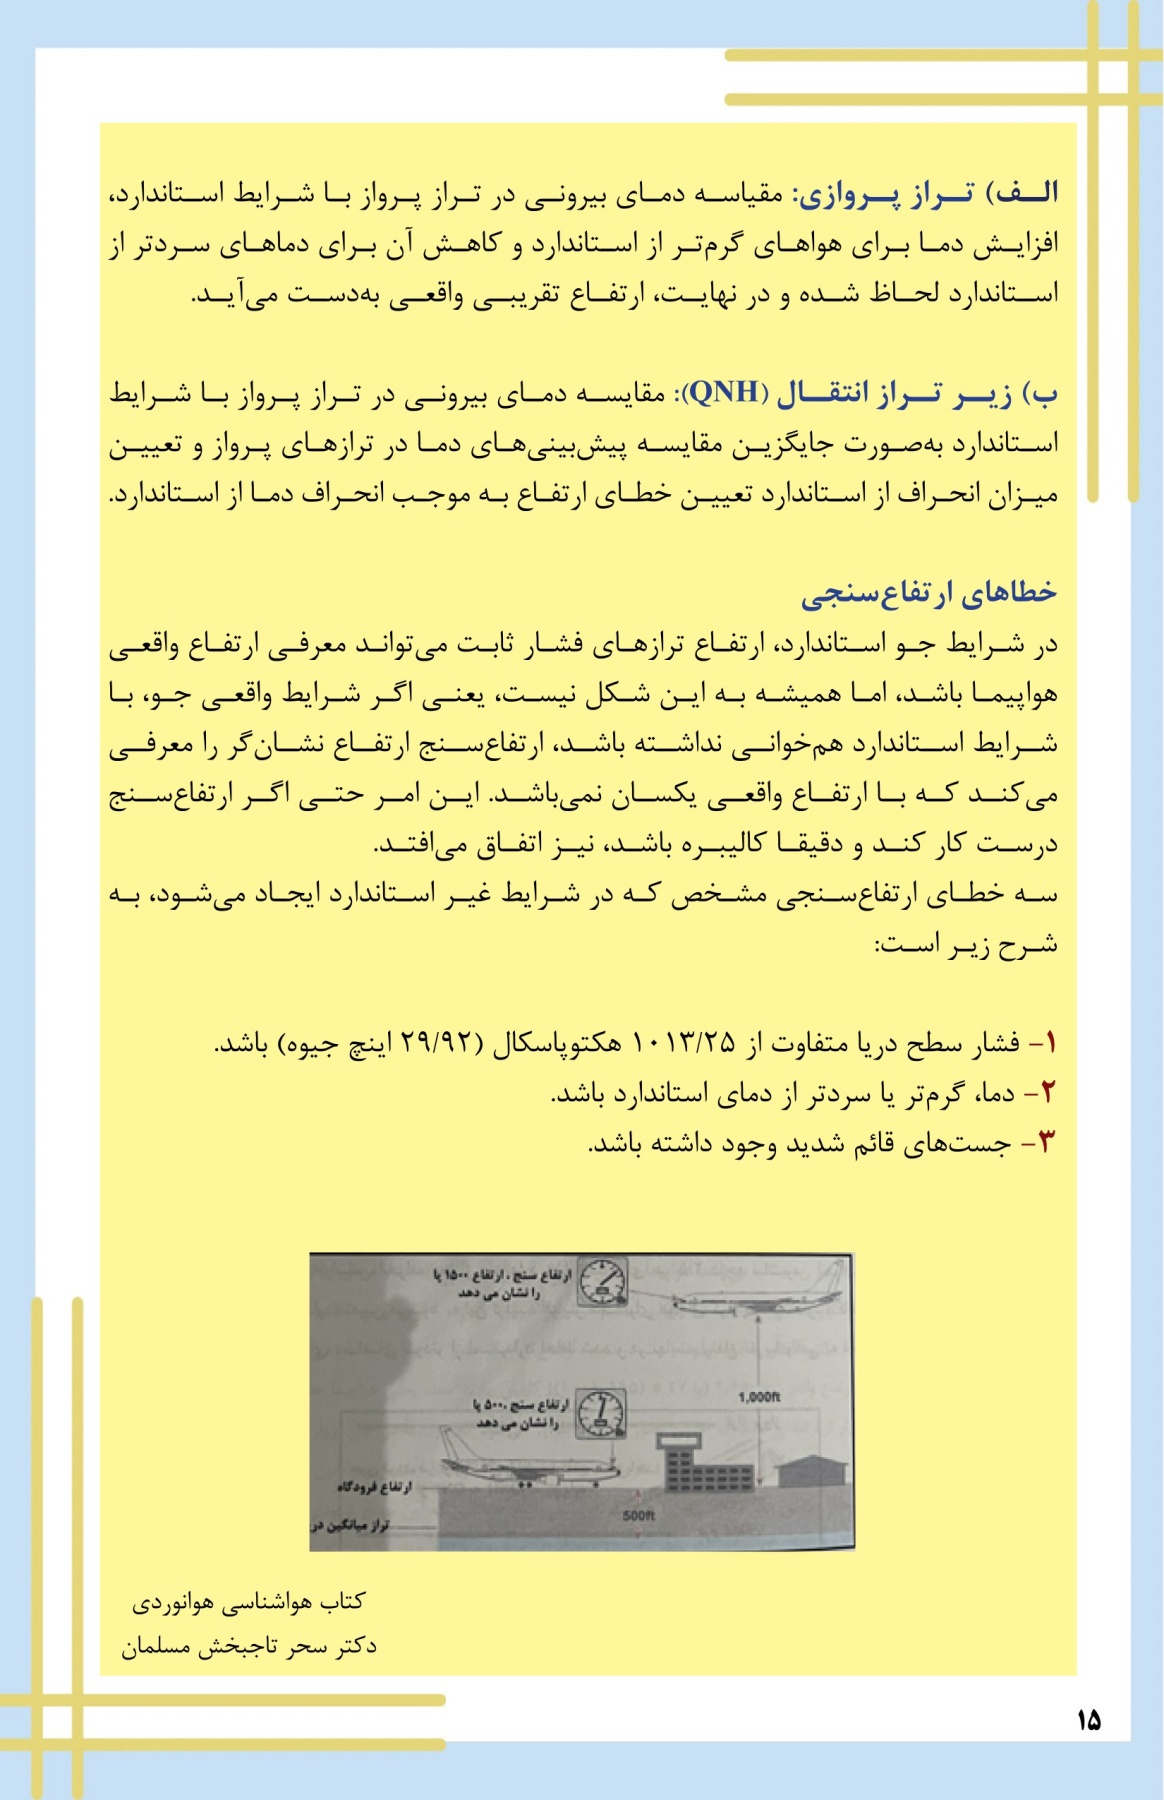 الف) تراز پروازی: مقیاسه دمای بیرونی در تراز پرواز با شرایط استاندارد،
افزایش دما برای هواهای گرم‌تر از استاندارد و کاهش آن برای دماهای سردتر از
استاندارد لحاظ شده و در نهایت، ارتفاع تقریبی واقعی به‌دست می‌آید.
ب) زیر تراز انتقال (QNH): مقایسه دمای بیرونی در تراز پرواز با شرایط
استاندارد به‌صورت جایگزین مقایسه پیش‌بینی‌های دما در ترازهای پرواز و تعیین
میزان انحراف از استاندارد تعیین خطای ارتفاع به موجب انحراف دما از استاندارد.
خطاهای ارتفاع‌سنجی
در شرایط جو استاندارد، ارتفاع ترازهای فشار ثابت می‌تواند معرفی ارتفاع واقعی
هواپیما باشد، اما همیشه به این شکل نیست، یعنی اگر شرایط واقعی جو، با
شرایط استاندارد هم‌خوانی نداشته باشد، ارتفاع‌سنج ارتفاع نشان‌گر را معرفی
می‌کند که با ارتفاع واقعی یکسان نمی‌باشد. این امر حتی اگر ارتفاع‌سنج
درست کار کند و دقیقا کالیبره باشد، نیز اتفاق می‌افتد.
سه خطای ارتفاع‌سنجی مشخص که در شرایط غیر استاندارد ایجاد می‌شود، به
شرح زیر است:
۱- فشار سطح دریا متفاوت از ۱۰۱۳/۲۵ هکتوپاسکال (۲۹/۹۲ اینچ جیوه) باشد.
۲- دما، گرم‌تر یا سردتر از دمای استاندارد باشد.
۳- جست‌های قائم شدید وجود داشته باشد.
ارتفاع سنج ، ارتفاع ۱۵۰۰ پا
را نشان می دهد
1,000ft
ارتفاع سنج ،۵۰۰ پا
را نشان می دهد
ارتفاع فرودگاه
500ft
تراز میانگین در
کتاب هواشناسی هوانوردی
دکتر سحر تاجبخش مسلمان
۱۵